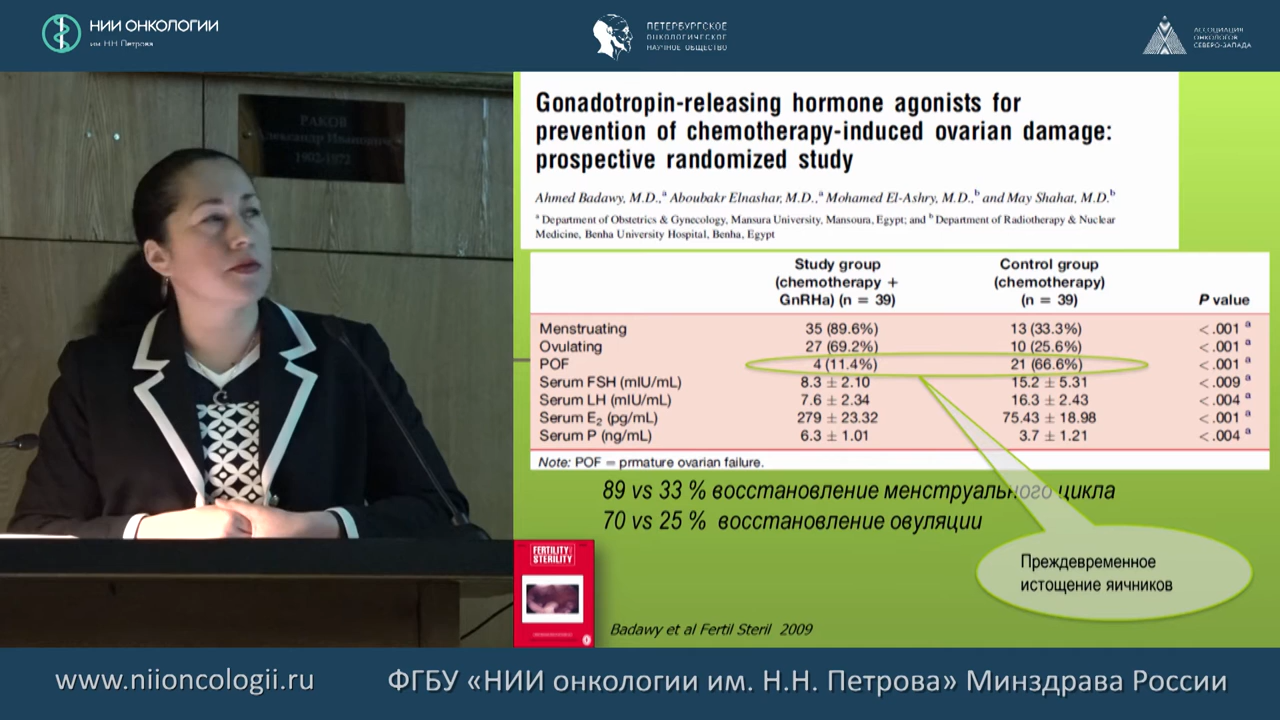 НИИ ОНКОЛОГИИ
им. Н.Н. Петрова
ПЕТЕРБУРГСКОЕ
ОНКОЛОГИЧЕСКОЕ
НАУЧНОЕ ОБЩЕСТВО
АССОЦИАЦИЯ
ОНКОЛОГОВ
СЕВЕРО-ЗАПАДА
РАКОВ
Александр Иванович
1902-1972
Gonadotropin-releasing hormone agonists for
prevention of chemotherapy-induced ovarian damage:
prospective randomized study
Ahmed Badawy, M.D.,a Aboubakr Elnashar, M.D.,a Mohamed El-Ashry, M.D.,b and May Shahat, M.D.b
a Department of Obstetrics & Gynecology, Mansura University, Mansoura, Egypt; and b Department of Radiotherapy & Nuclear
Medicine, Benha University Hospital, Benha, Egypt
Study group (chemotherapy + GnRHa) (n = 39) Control group (chemotherapy) (n = 39) P value
Menstruating 35 (89.6%) 13 (33.3%) <.001 a
Ovulating 27 (69.2%) 10 (25.6%) <.001 a
POF 4 (11.4%) 21 (66.6%) <.001 a
Serum FSH (mIU/mL) 8.3 ± 2.10 15.2 ± 5.31 <.009 a
Serum LH (mIU/mL) 7.6 ± 2.34 16.3 ± 2.43 <.004 a
Serum E2 (pg/mL) 279 ± 23.32 75.43 ± 18.98 <.001 a
Serum P (ng/mL) 6.3 ± 1.01 3.7 ± 1.21 <.004 a
Note: POF = prmature ovarian failure.
89 vs 33 % восстановление менструального цикла
70 vs 25 % восстановление овуляции
Преждевременное
истощение яичников
FERTILITY
STERILITY
Badawy et al Fertil Steril 2009
www.niioncologii.ru
ФГБУ «НИИ онкологии им. Н.Н. Петрова» Минздрава России